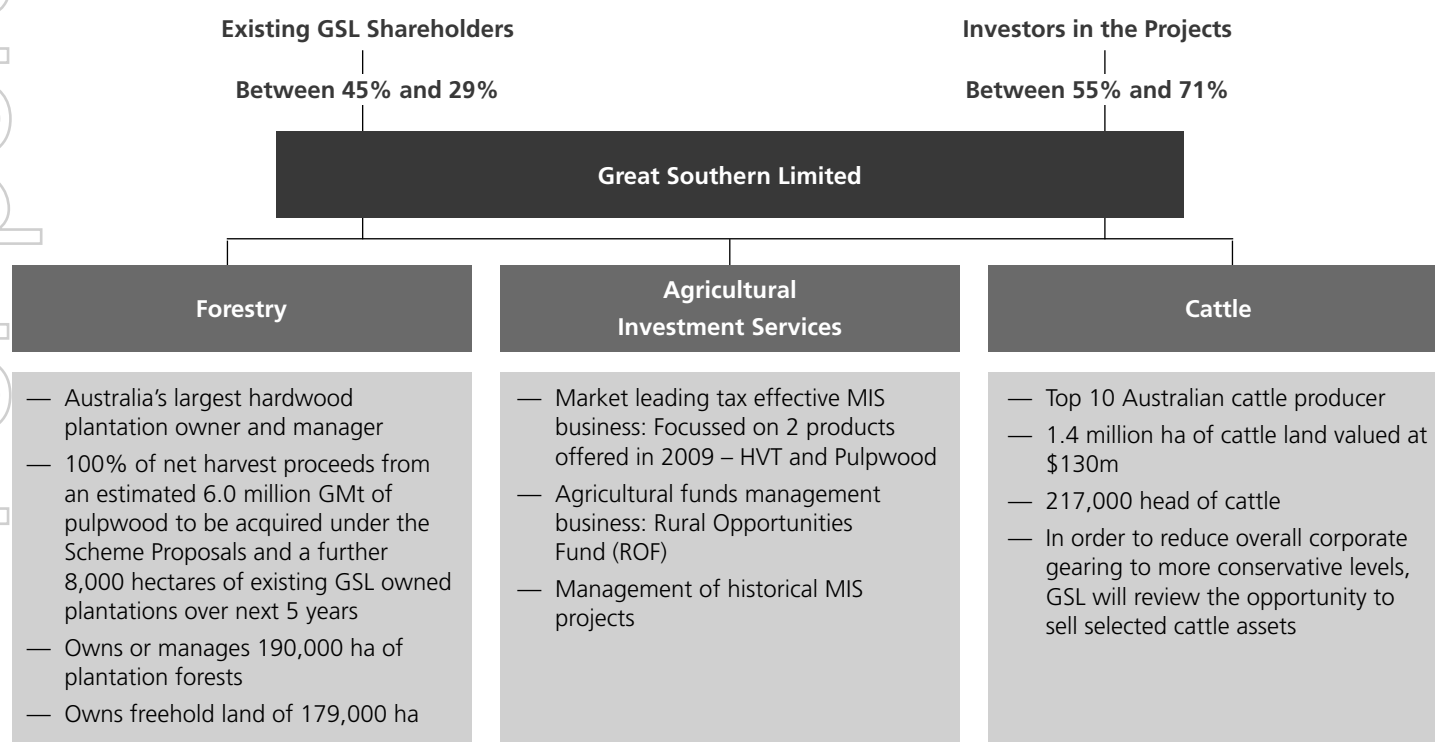 Existing GSL Shareholders
Investors in the Projects
Between 45% and 29%
Between 55% and 71%
Great Southern Limited
Forestry
— Australia’s largest hardwood
plantation owner and manager
— 100% of net harvest proceeds from
an estimated 6.0 million GMt of
pulpwood to be acquired under the
Scheme Proposals and a further
8,000 hectares of existing GSL owned
plantations over next 5 years
— Owns or manages 190,000 ha of
plantation forests
— Owns freehold land of 179,000 ha
Agricultural
Investment Services
— Market leading tax effective MIS
business: Focussed on 2 products
offered in 2009 – HVT and Pulpwood
— Agricultural funds management
business: Rural Opportunities
Fund (ROF)
— Management of historical MIS
projects
Cattle
— Top 10 Australian cattle producer
— 1.4 million ha of cattle land valued at
$130m
— 217,000 head of cattle
— In order to reduce overall corporate
gearing to more conservative levels,
GSL will review the opportunity to
sell selected cattle assets